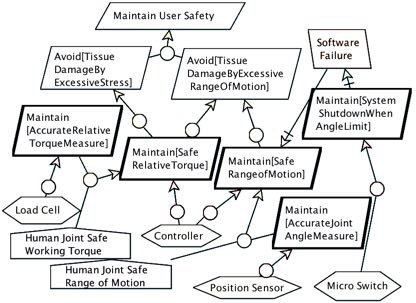 Maintain User Safety
Avoid[Tissue
DamageBy
ExcessiveStress]
Avoid[Tissue
DamageByExcessive
RangeOfMotion]
Software
Failure
Maintain
[AccurateRelative
TorqueMeasure]
Maintain[Safe
RelativeTorque]
Maintain[Safe
RangeofMotion]
Maintain[System
ShutdownWhen
AngleLimit]
Load Cell
Human Joint Safe
Working Torque
Controller
Maintain
[AccurateJoint
AngleMeasure]
Human Joint Safe
Range of Motion
Position Sensor
Micro Switch